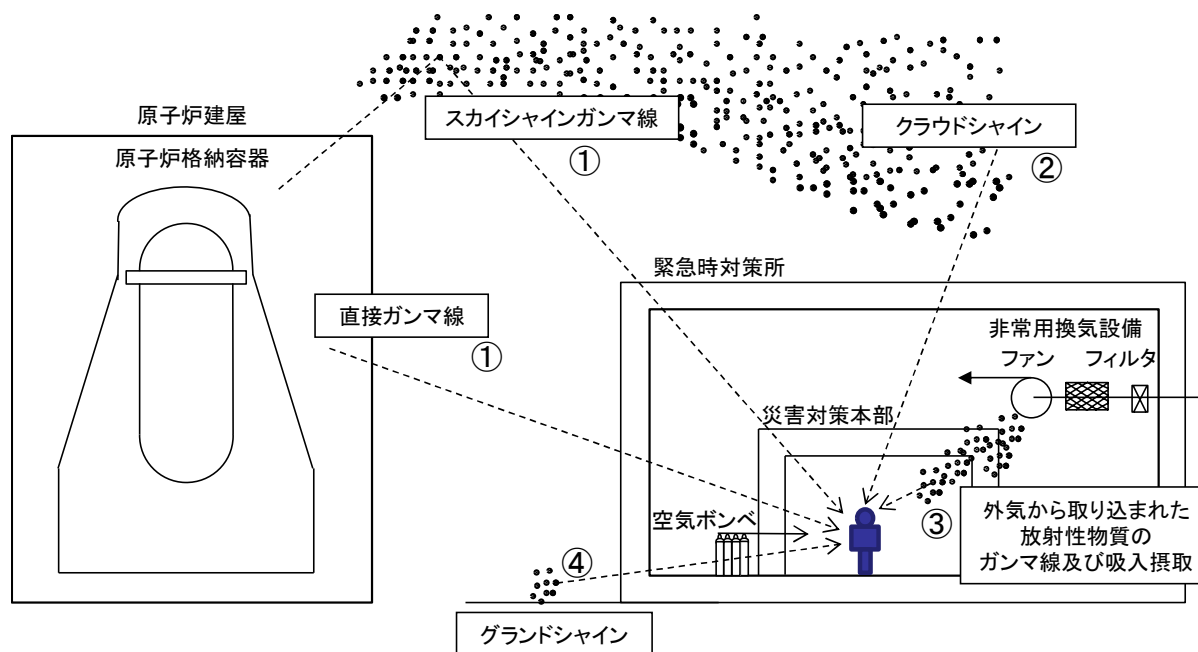 スカイシャインガンマ線
①
クラウドシャイン
②
原子炉建屋
原子炉格納容器
直接ガンマ線
①
緊急時対策所
非常用換気設備
ファン
フィルタ
災害対策本部
空気ボンベ
③
外気から取り込まれた
放射性物質の
ガンマ線及び吸入摂取
④
グランドシャイン